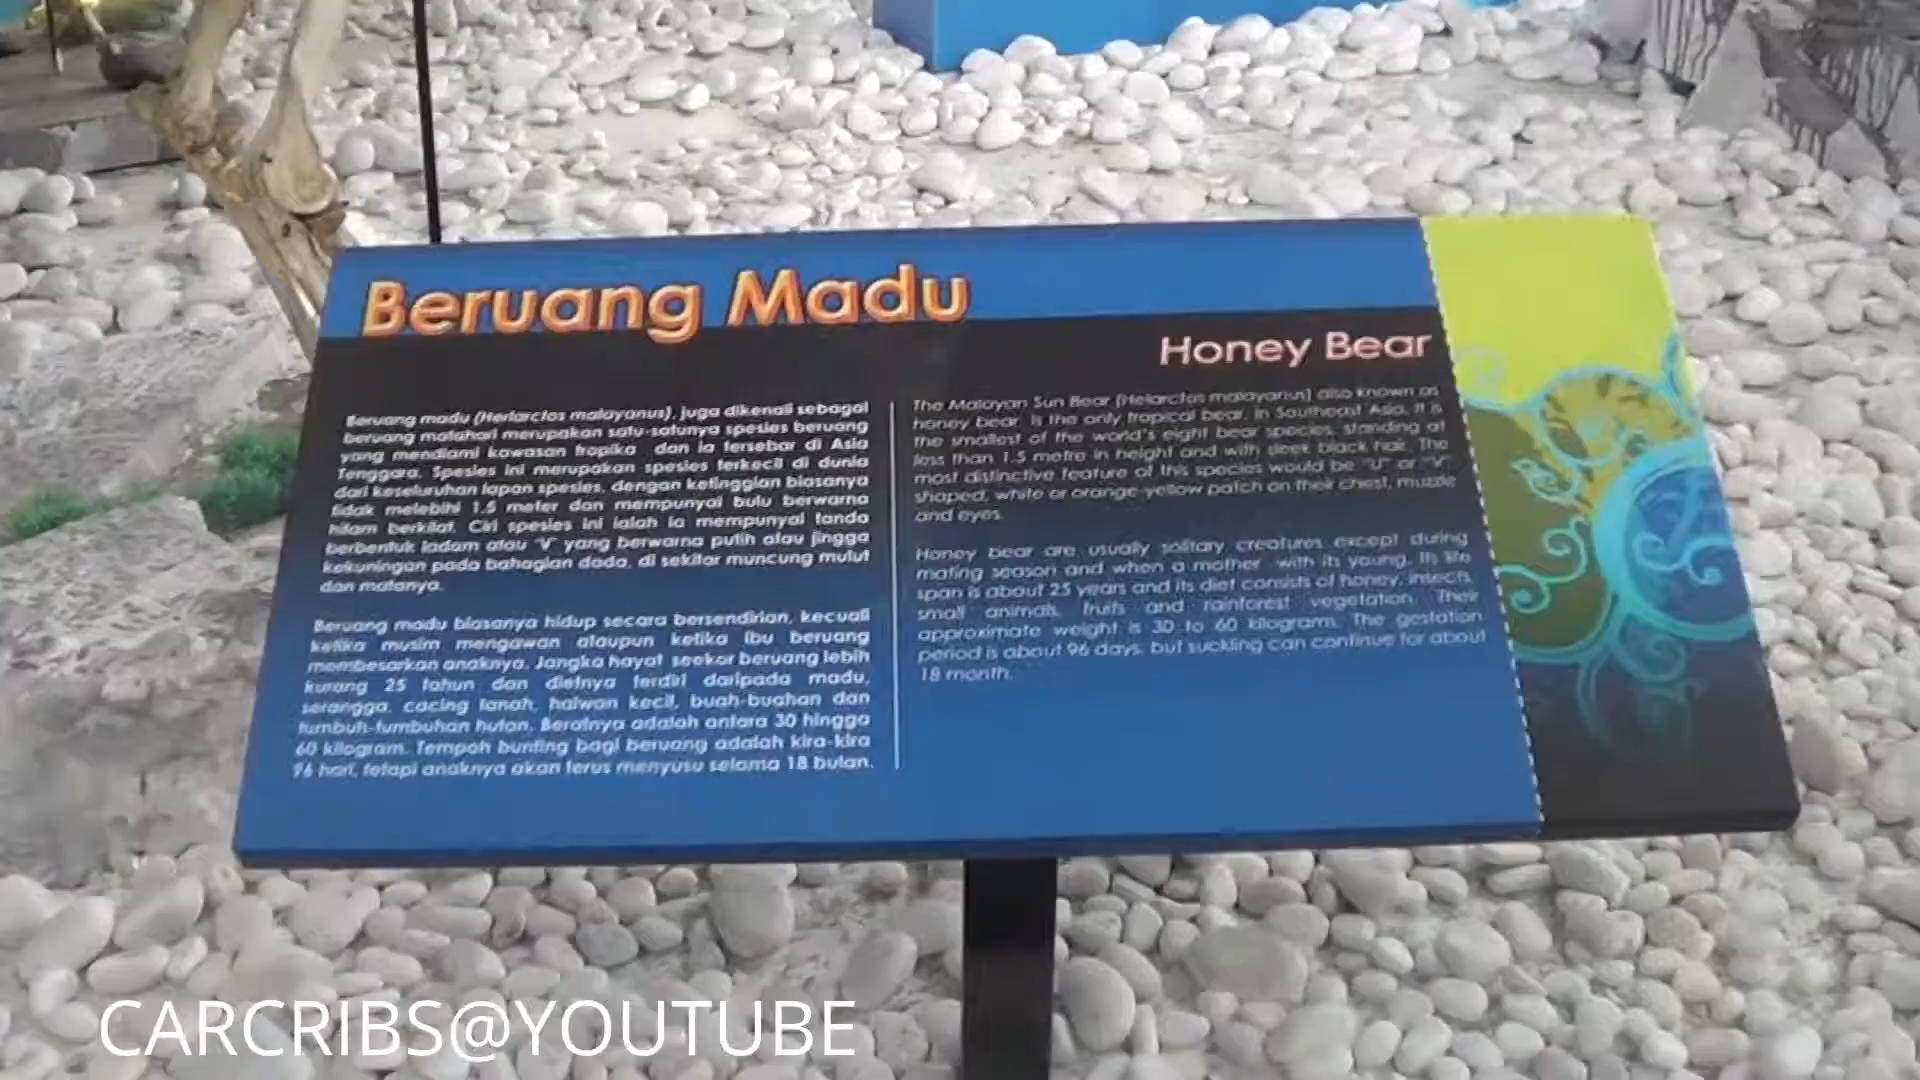 Beruang Madu
Honey Bear
Beruang madu (Herlarctos malayanus), juga dikenali sebagai
beruang matahari merupakan satu-satunya spesies beruang
yang mendiami kawasan tropika dan ia tersebar di Asia
Tenggara. Spesies ini merupakan spesies terkecil di dunia
dari keseluruhan lapan spesies, dengan ketinggian biasanya
tidak melebihi 1.5 meter dan mempunyai bulu berwarna
hitam berkilat. Ciri spesies ini ialah ia mempunyai tanda
berbentuk ladam atau "V" yang berwarna putih atau jingga
kekuningan pada bahagian dada, di sekitar muncung mulut
dan matanya.
Beruang madu biasanya hidup secara bersendirian, kecuali
ketika musim mengawan ataupun ketika ibu beruang
membesarkan anaknya. Jangka hayat seekor beruang lebih
kurang 25 tahun dan dietnya terdiri daripada madu,
serangga, cacing tanah, haiwan kecil, buah-buahan dan
tumbuh-tumbuhan hutan. Beratnya adalah antara 30 hingga
60 kilogram. Tempoh bunting bagi beruang adalah kira-kira
96 hari, tetapi anaknya akan terus menyusu selama 18 bulan.
The Malayan Sun Bear (Helarctos malayanus) also known as
honey bear is the only tropical bear, in Southeast Asia. It is
the smallest of the world's eight bear species, standing at
less than 1.5 metre in height and with sleek black hair. The
most distinctive feature of this species would be "U" or "V"
shaped, white or orange-yellow patch on their chest, muzzle
and eyes.
Honey bear are usually solitary creatures except during
mating season and when a mother with its young. Its life
span is about 25 years and its diet consists of honey, insects,
small animals, fruits and rainforest vegetation. Their
approximate weight is 30 to 60 kilograms. The gestation
period is about 96 days, but suckling can continue for about
18 month.
CARCRIBS@YOUTUBE